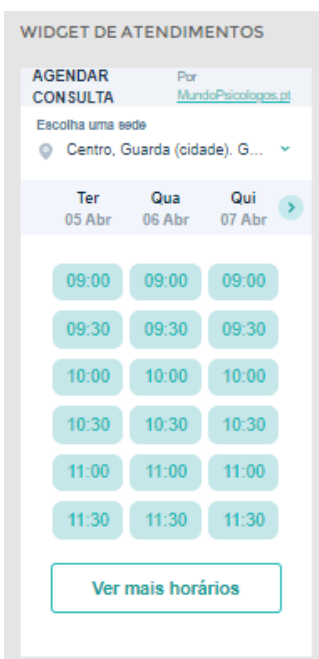 WIDGET DE ATENDIMENTOS
AGENDAR CONSULTA
Por MundoPsicologos.pt
Escolha uma sede
Centro, Guarda (cidade). G...
Ter Qua Qui
05 Abr 06 Abr 07 Abr
09:00 09:00 09:00
09:30 09:30 09:30
10:00 10:00 10:00
10:30 10:30 10:30
11:00 11:00 11:00
11:30 11:30 11:30
Ver mais horários